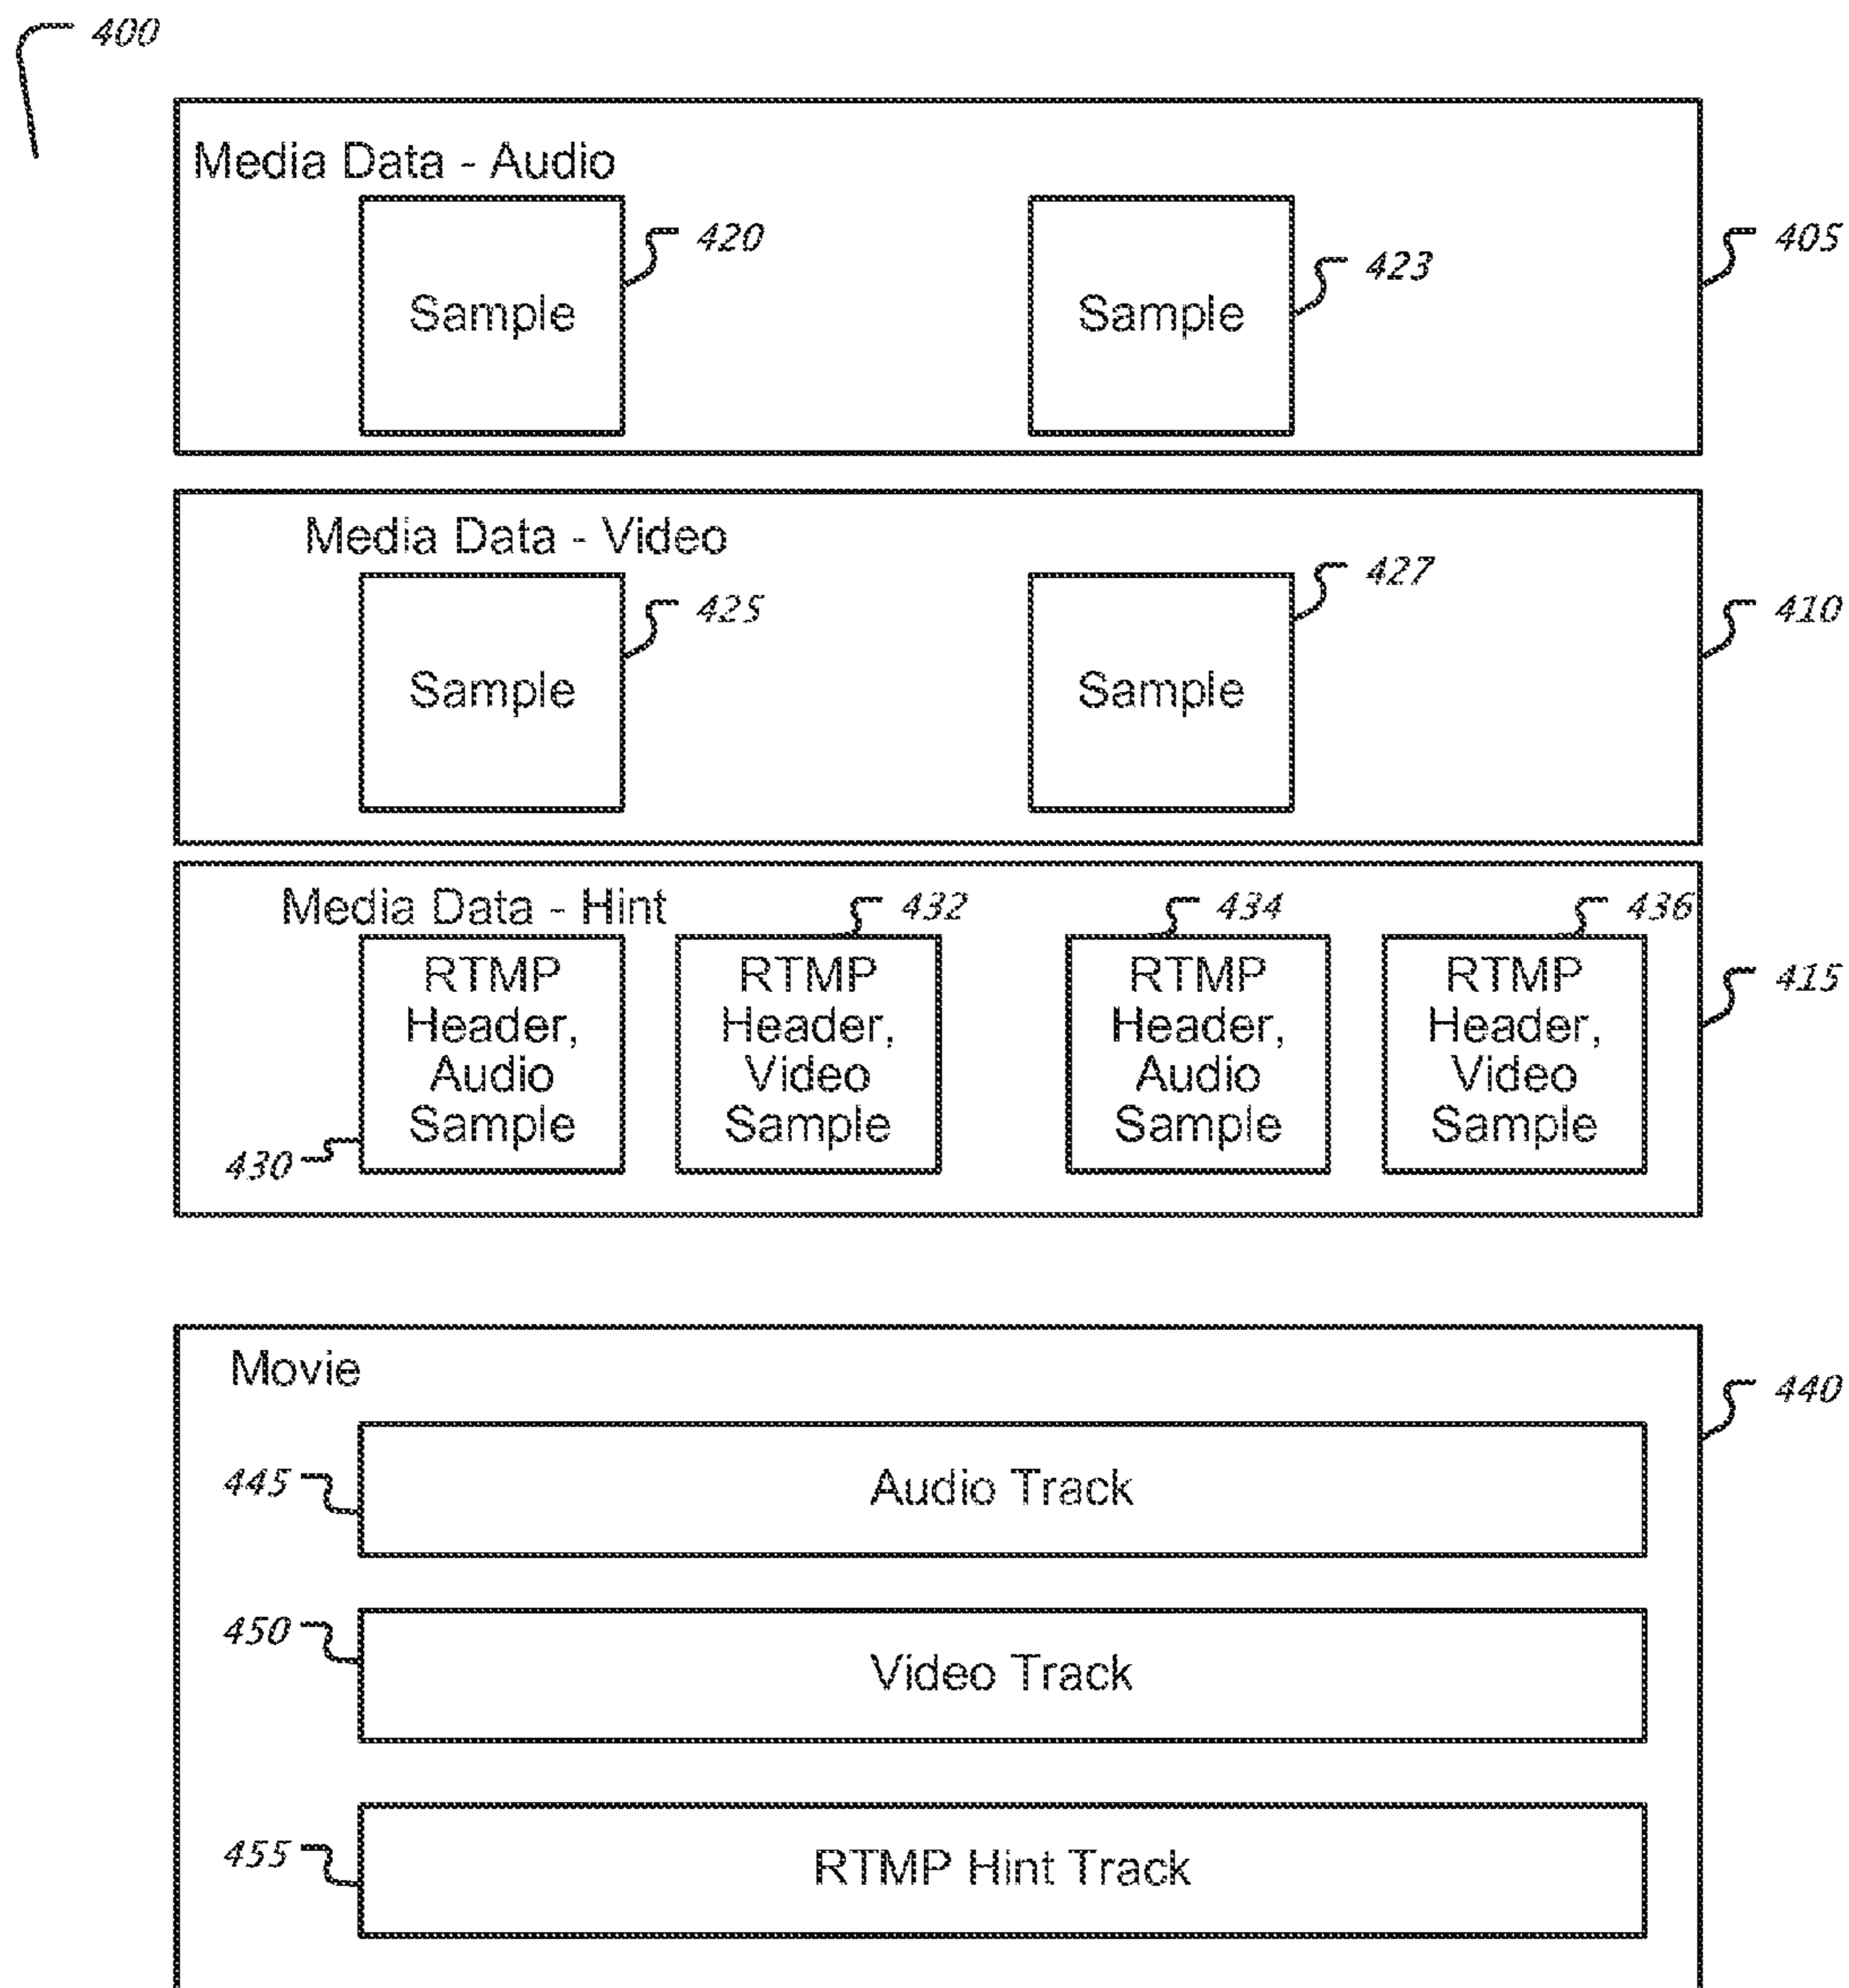 400
Media Data - Audio
420
423
405
Sample
Sample
Media Data - Video
425
427
410
Sample
Sample
Media Data - Hint
432
434
436
415
RTMP
Header,
Audio
Sample
RTMP
Header,
Video
Sample
RTMP
Header,
Audio
Sample
RTMP
Header,
Video
Sample
430
Movie
440
445
Audio Track
450
Video Track
455
RTMP Hint Track